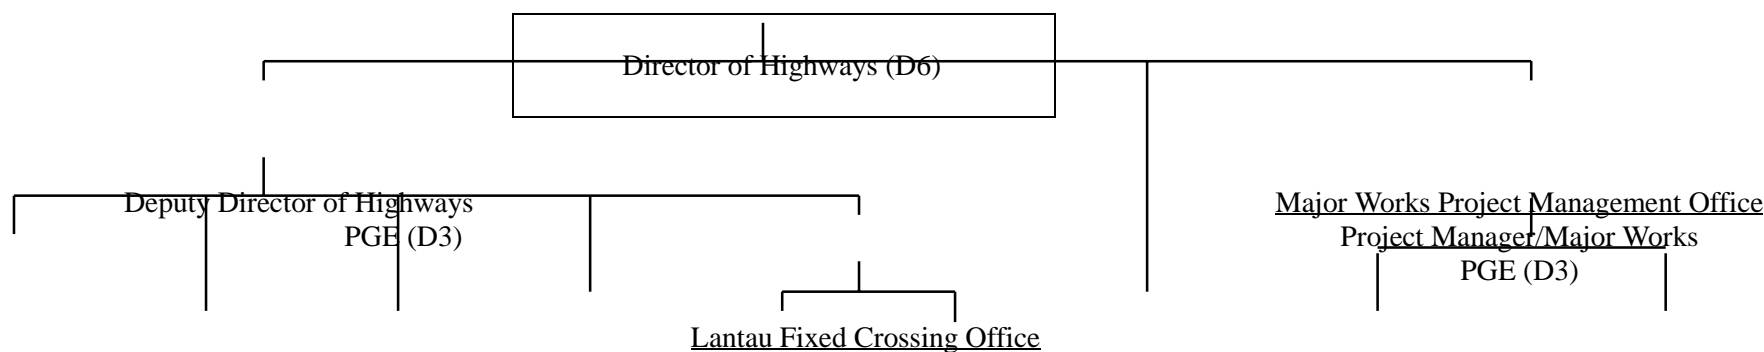 Director of Highways (D6)
Deputy Director of Highways
PGE (D3)
Major Works Project Management Office
Project Manager/Major Works
PGE (D3)
Lantau Fixed Crossing Office